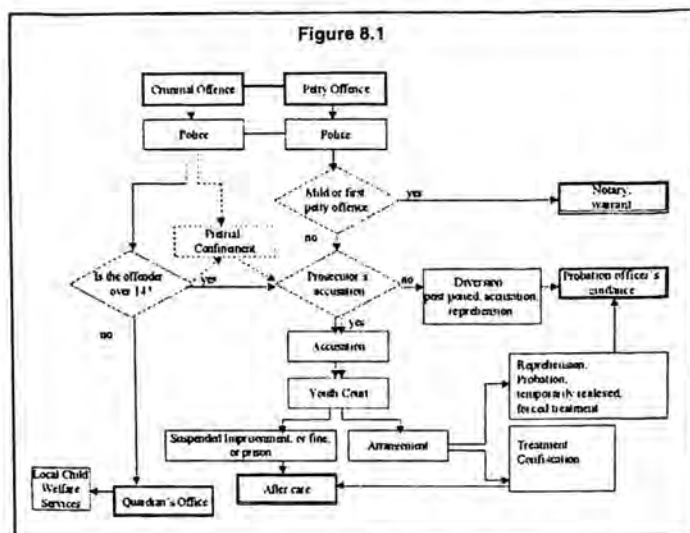 Figure 8.1
Criminal Offence
Petty Offence
Police
Police
Mild or first
petty offence
yes
Notary,
warrant
no
Pretrial
Confinement
Is the offender
over 14?
yes
Prosecutor's
accusation
no
Diversion
post poned, accusation,
reprehension
Probation officer's
guidance
no
yes
Accusation
Youth Court
Reprehension,
Probation,
temporarily realesed,
forced treatment
Suspended Improvement, or fine,
or prison
Arrangement
Treatment
Confiscation
Local Child
Welfare
Services
Guardian's Office
After care